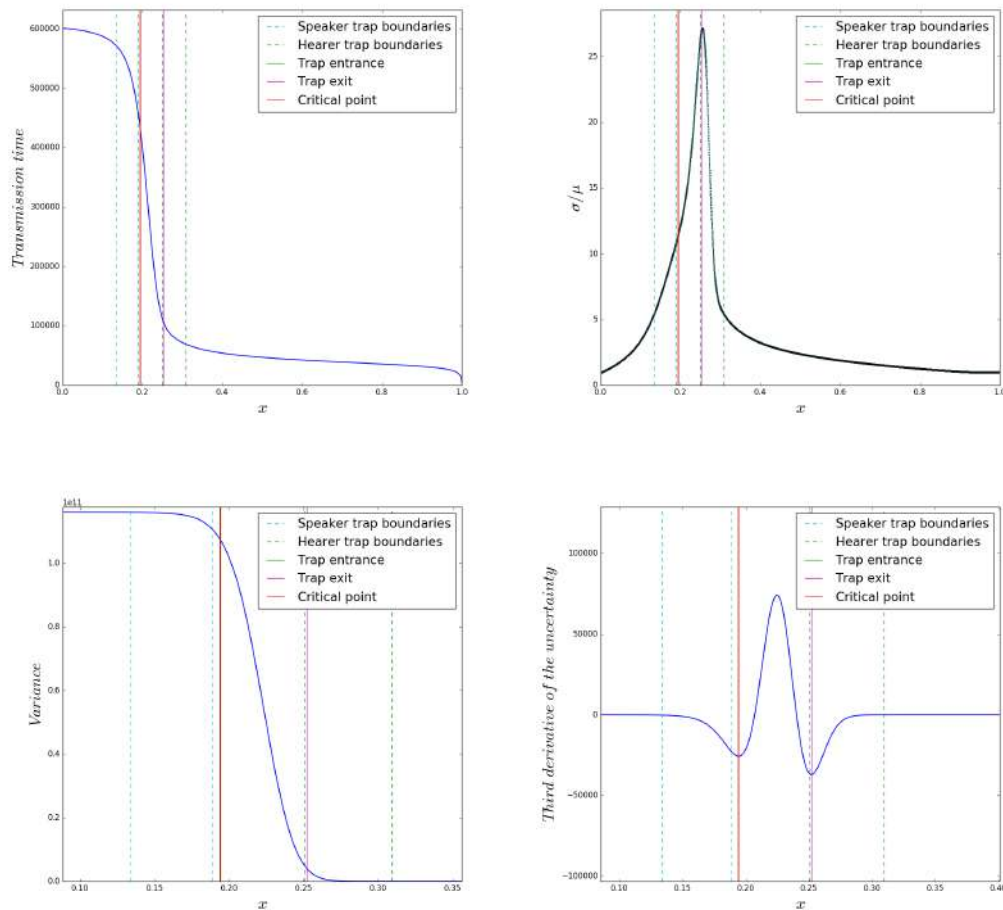 600000
500000
400000
300000
200000
100000
0
Transmission time
0.0 0.2 0.4 0.6 0.8 1.0
x
Speaker trap boundaries
Hearer trap boundaries
Trap entrance
Trap exit
Critical point
25
20
15
10
5
0
σ/μ
0.0 0.2 0.4 0.6 0.8 1.0
x
Speaker trap boundaries
Hearer trap boundaries
Trap entrance
Trap exit
Critical point
1e11
1.0
0.8
0.6
0.4
0.2
0.0
Variance
0.10 0.15 0.20 0.25 0.30 0.35
x
Speaker trap boundaries
Hearer trap boundaries
Trap entrance
Trap exit
Critical point
100000
50000
0
−50000
−100000
Third derivative of the uncertainty
0.10 0.15 0.20 0.25 0.30 0.35 0.40
x
Speaker trap boundaries
Hearer trap boundaries
Trap entrance
Trap exit
Critical point